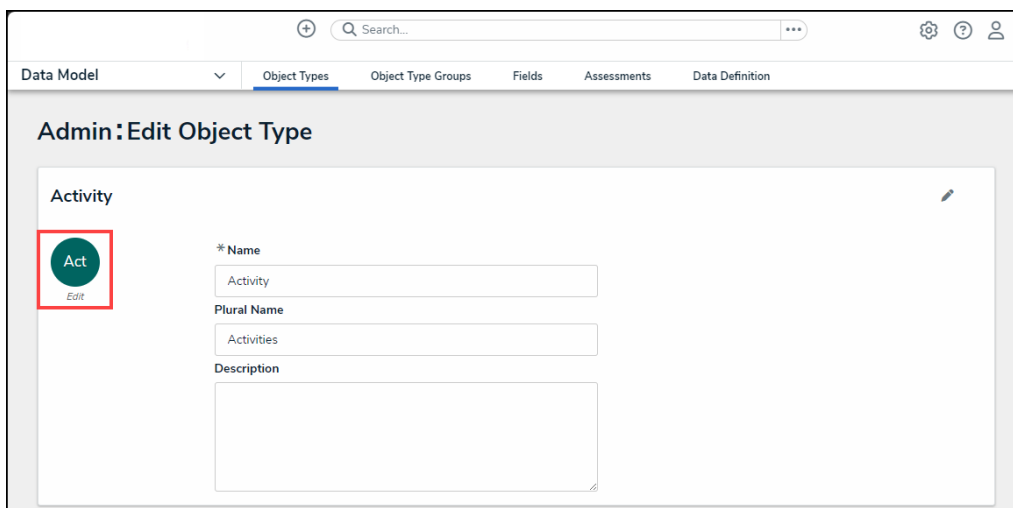 Search...
Data Model Object Types Object Type Groups Fields Assessments Data Definition
Admin:Edit Object Type
Activity
Act
Edit
*Name
Activity
Plural Name
Activities
Description